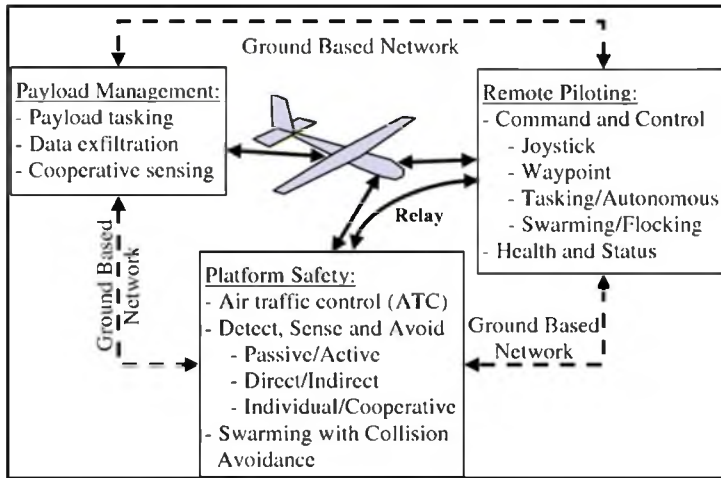 Ground Based Network
Payload Management:
- Payload tasking
- Data exfiltration
- Cooperative sensing
Remote Piloting:
- Command and Control
- Joystick
- Waypoint
- Tasking/Autonomous
- Swarming/Flocking
- Health and Status
Relay
Ground Based
Network
Platform Safety:
- Air traffic control (ATC)
- Detect, Sense and Avoid
- Passive/Active
- Direct/Indirect
- Individual/Cooperative
- Swarming with Collision
Avoidance
Ground Based
Network